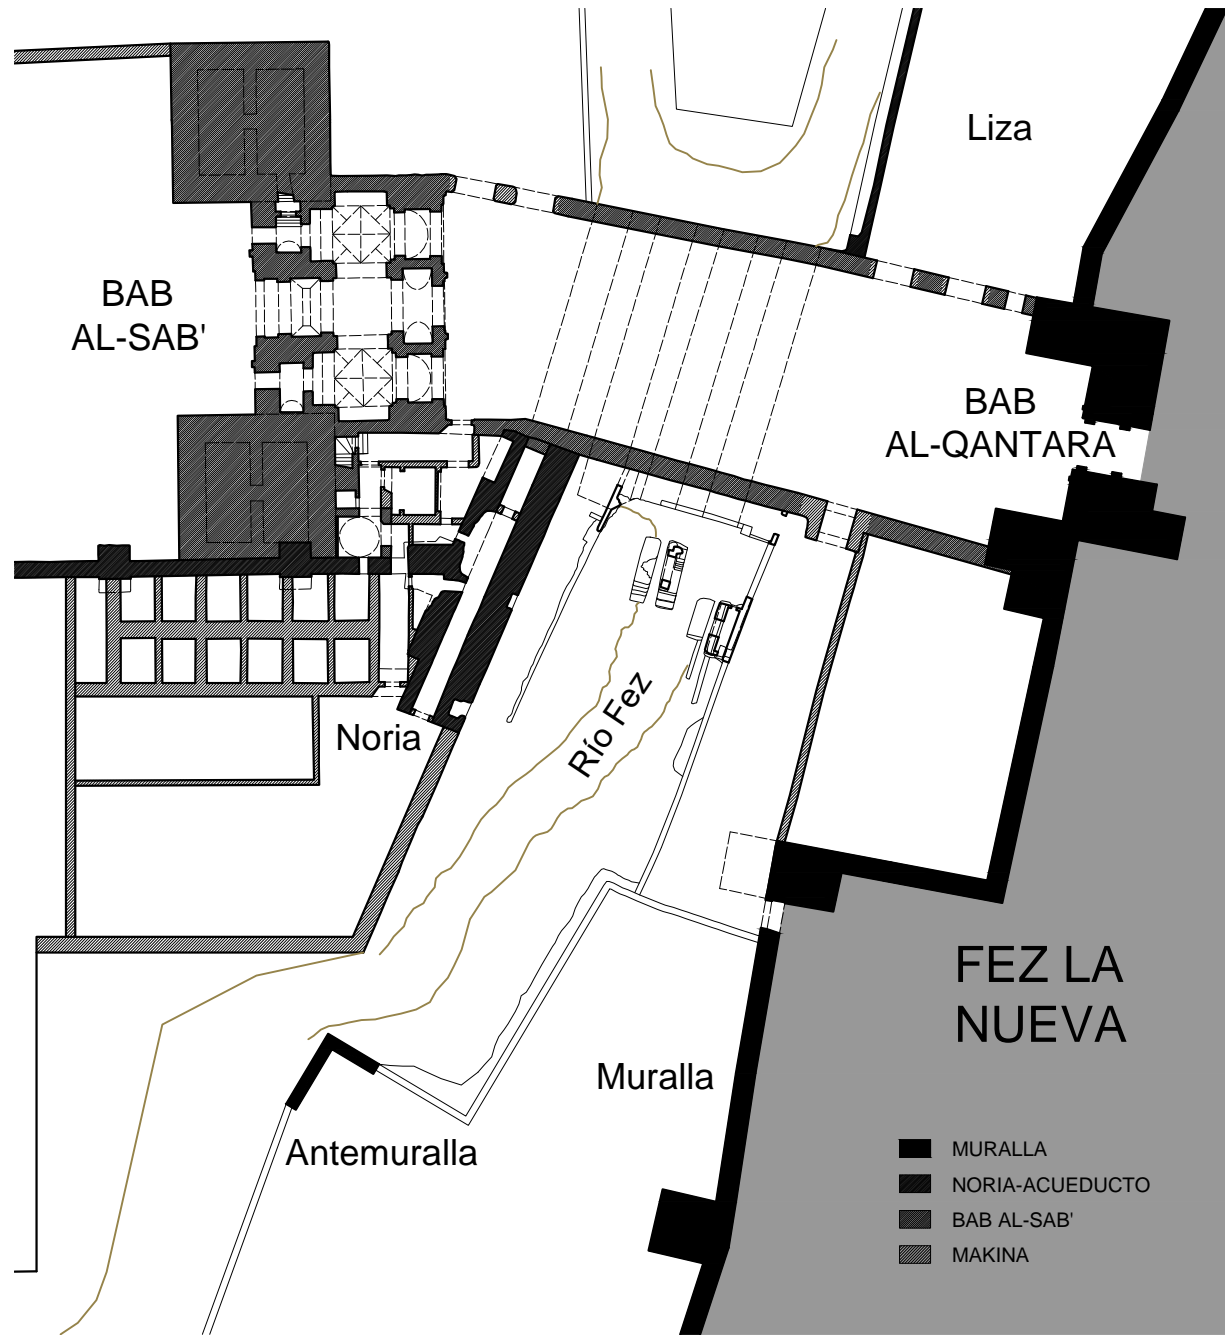 Liza
BAB
AL-SAB'
BAB
AL-QANTARA
Noria
Río Fez
FEZ LA
NUEVA
Muralla
Antemuralla
MURALLA
NORIA-ACUEDUCTO
BAB AL-SAB'
MAKINA